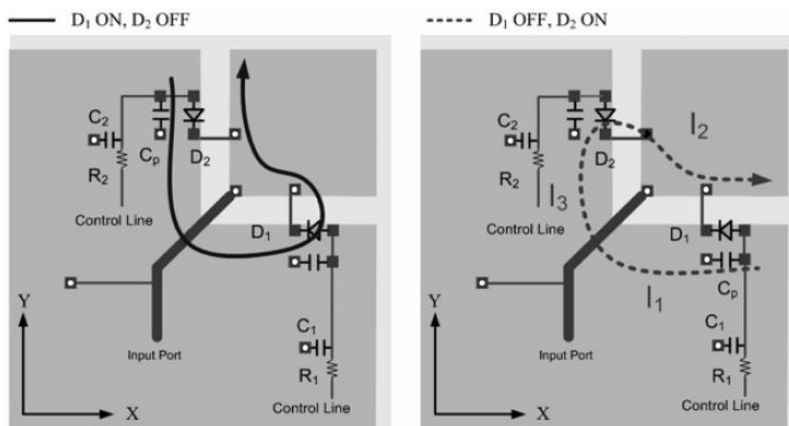 D₁ ON, D₂ OFF
C₂
Cₚ
D₂
R₂
Control Line
D₁
Y
C₁
Input Port
R₁
X
Control Line
D₁ OFF, D₂ ON
C₂
I₂
D₂
R₂
I₃
Control Line
D₁
Cₚ
Y
I₁
C₁
Input Port
R₁
X
Control Line